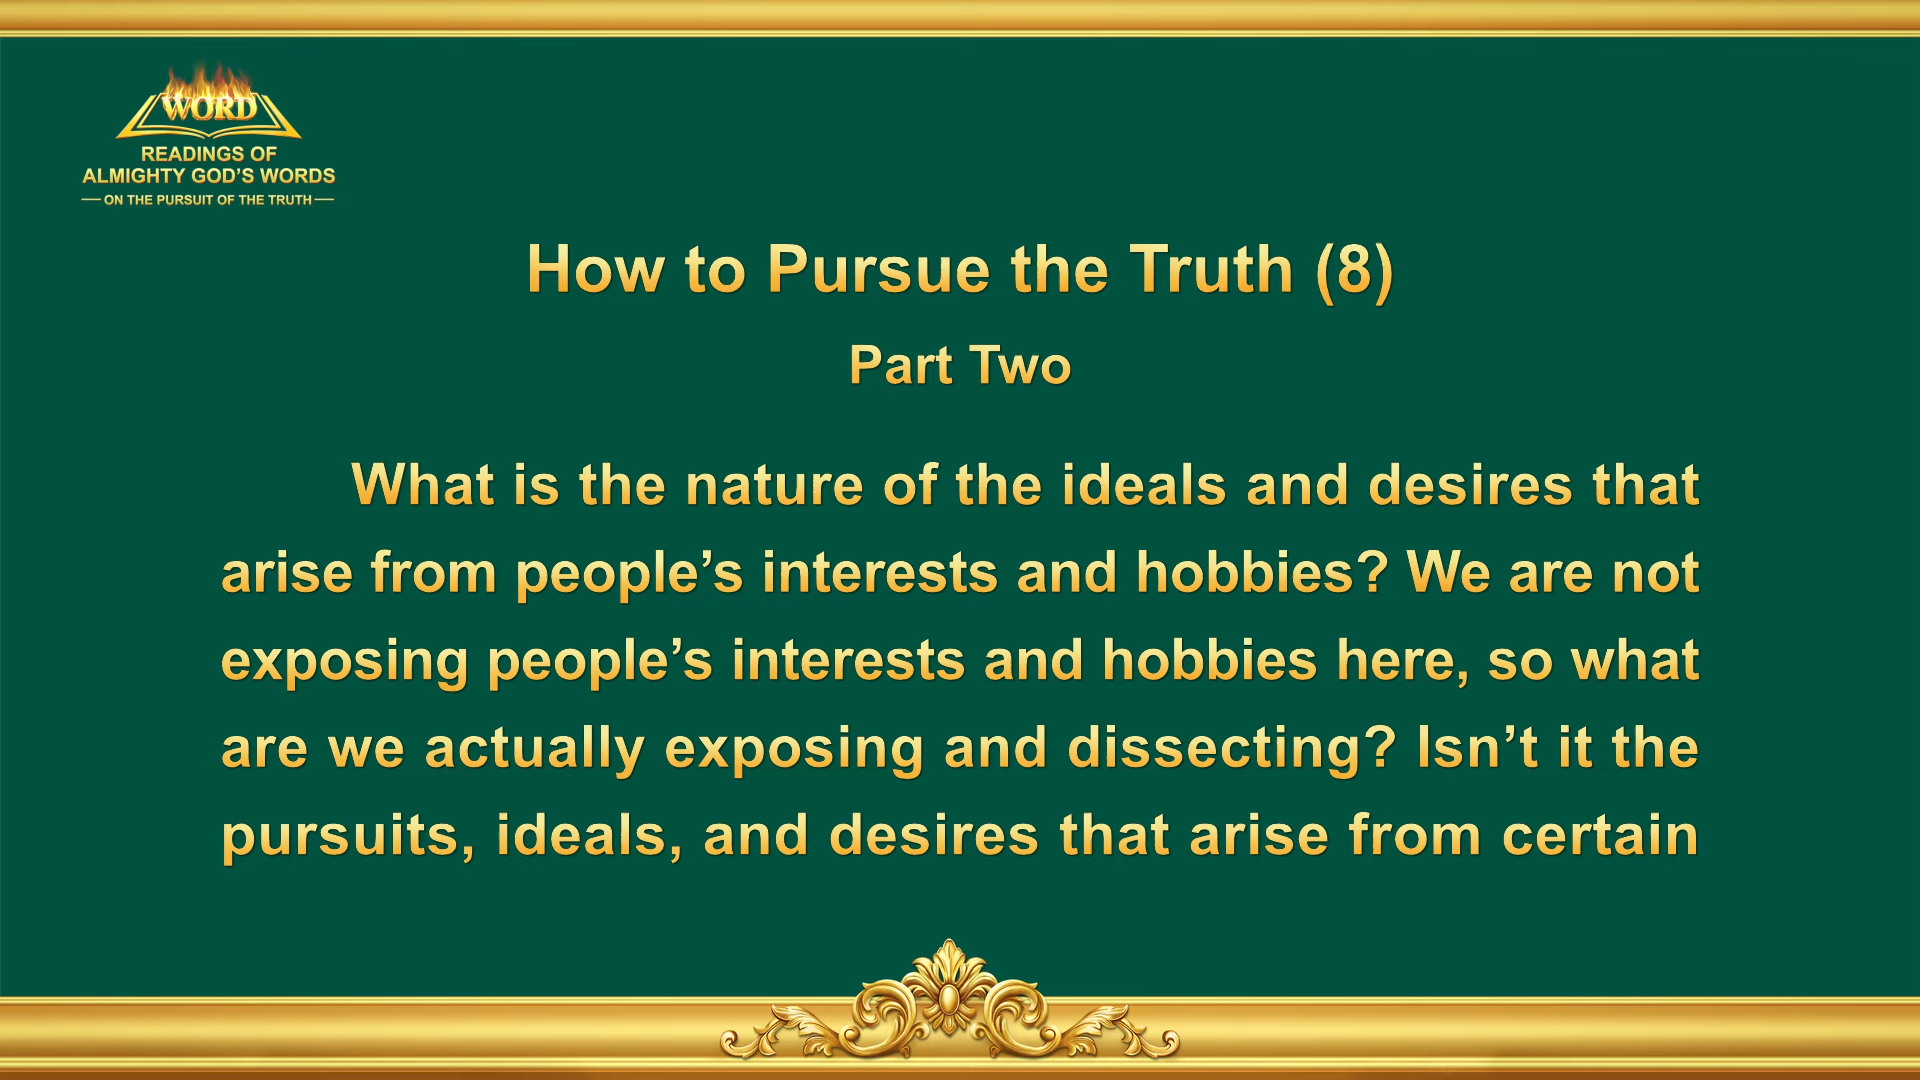 WORD
READINGS OF
ALMIGHTY GOD’S WORDS
— ON THE PURSUIT OF THE TRUTH —
How to Pursue the Truth (8)
Part Two
What is the nature of the ideals and desires that
arise from people’s interests and hobbies? We are not
exposing people’s interests and hobbies here, so what
are we actually exposing and dissecting? Isn’t it the
pursuits, ideals, and desires that arise from certain